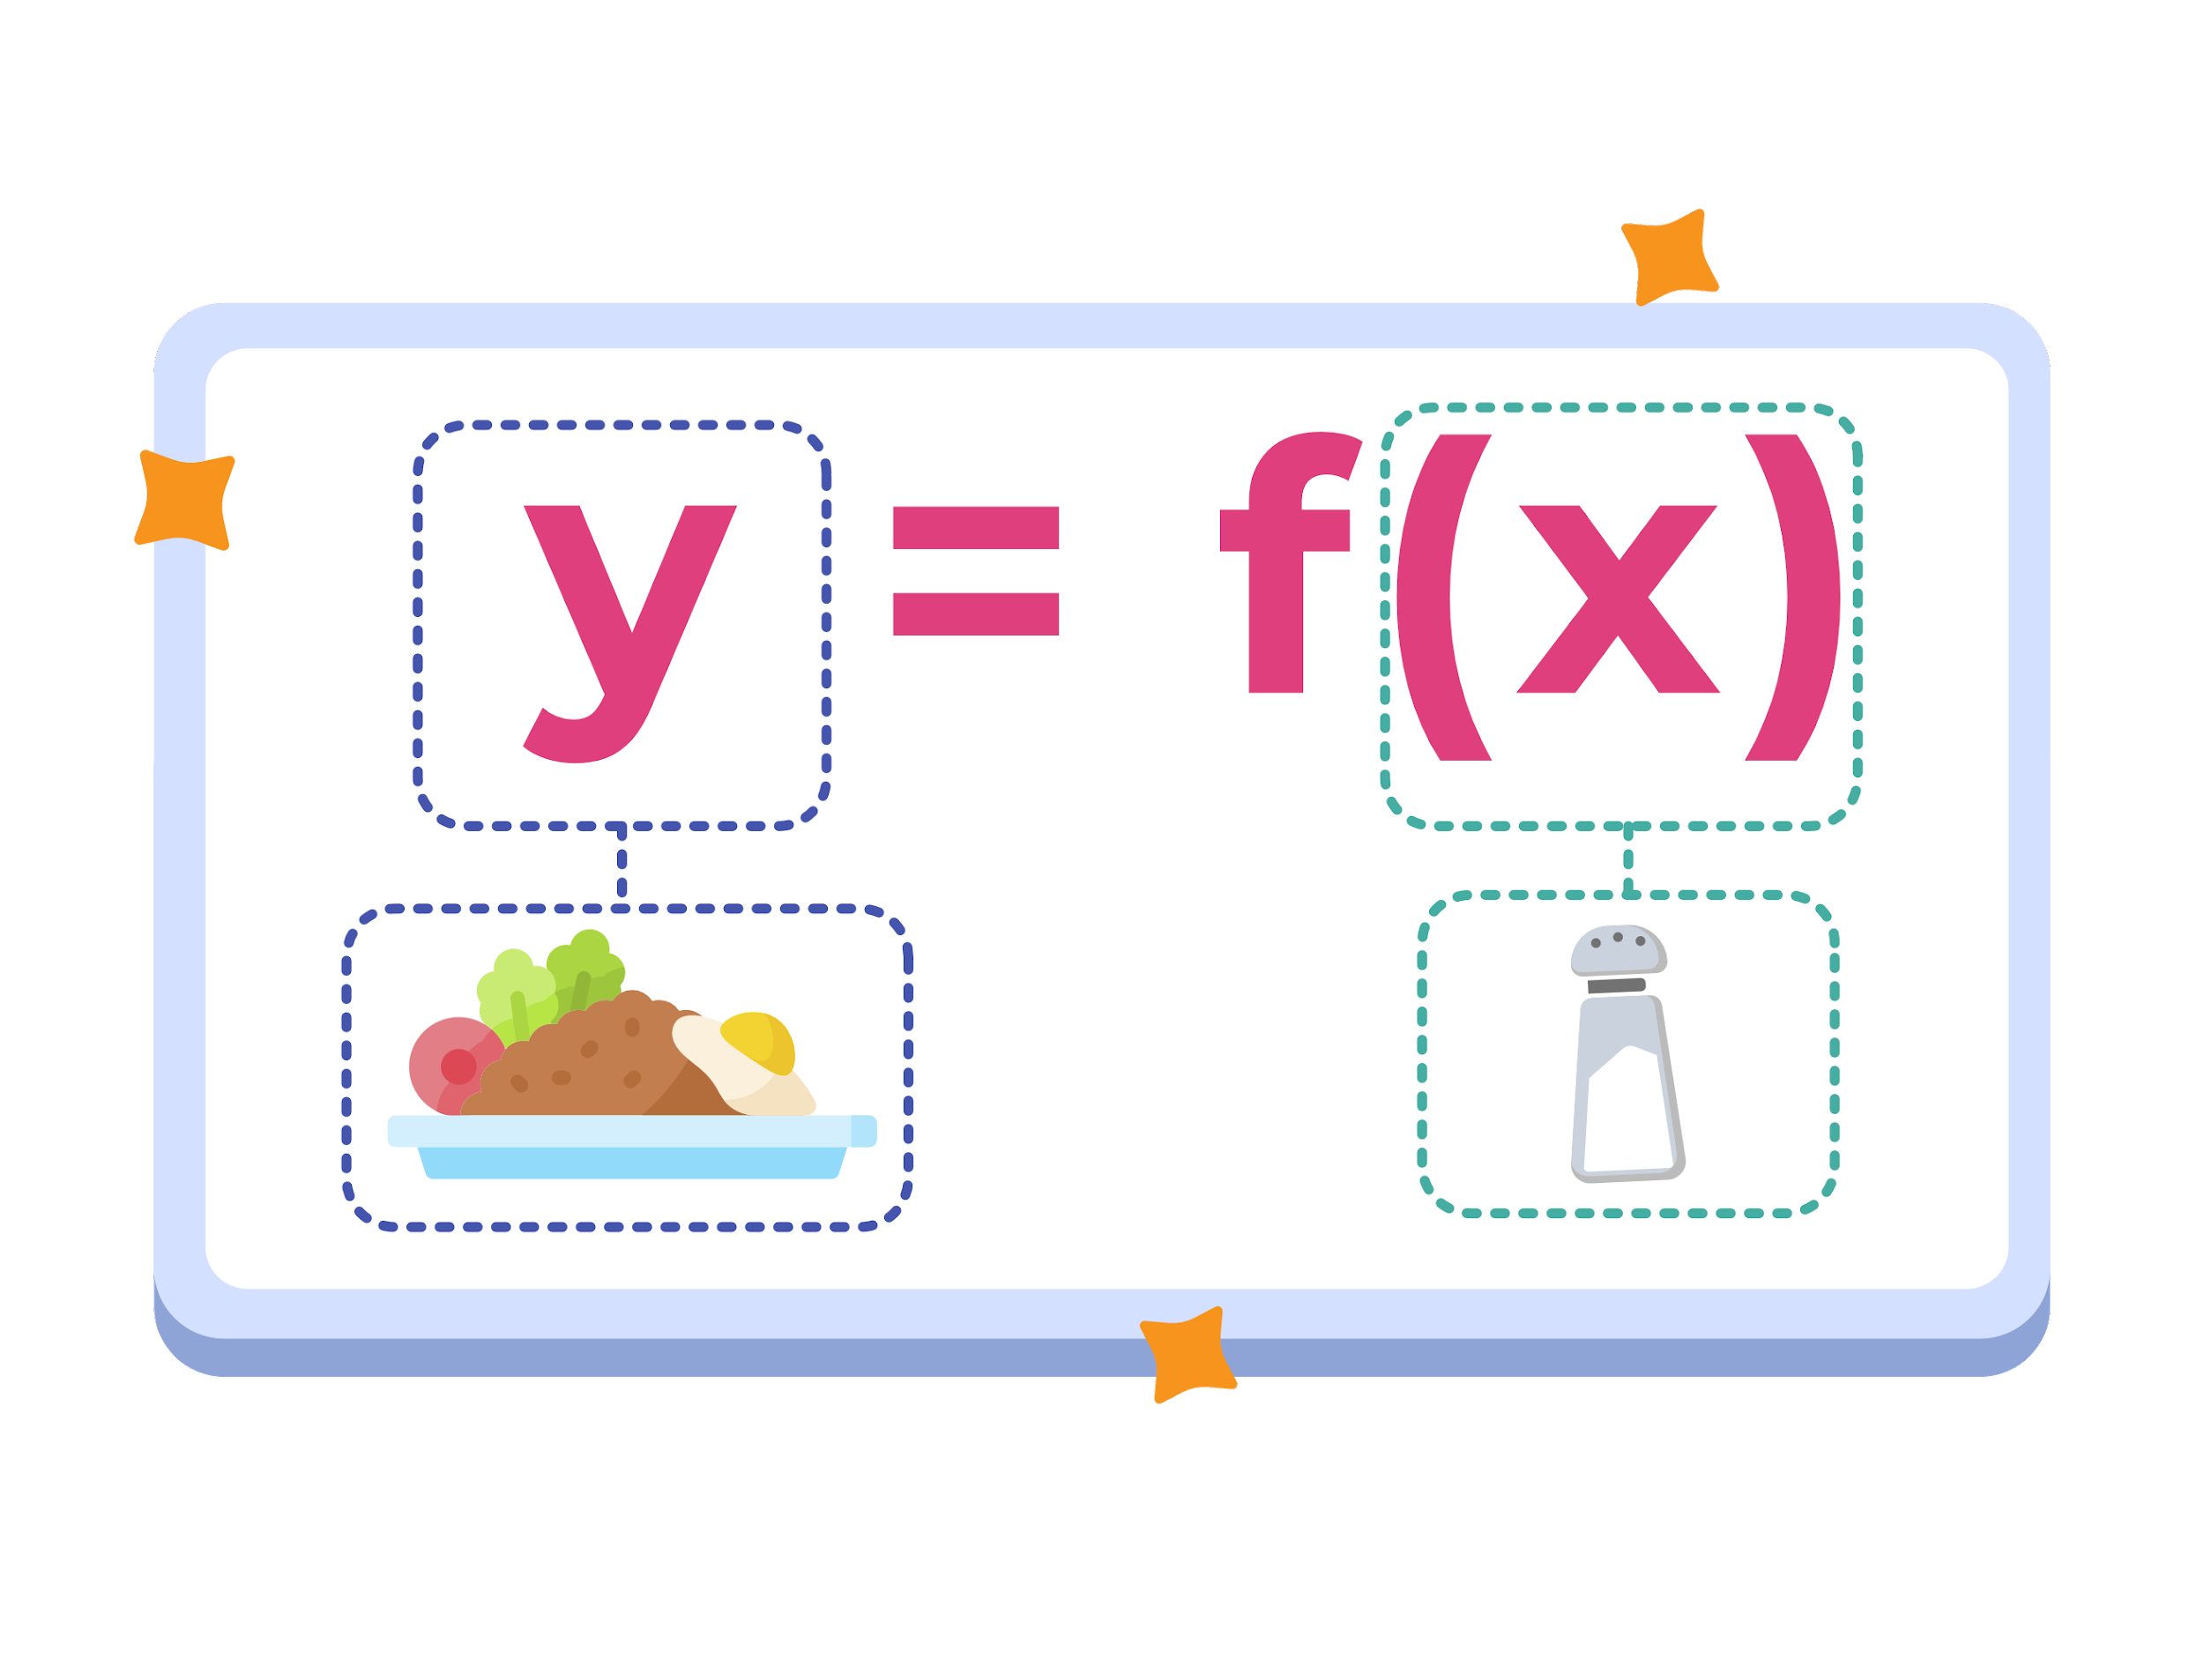 y = f(x)